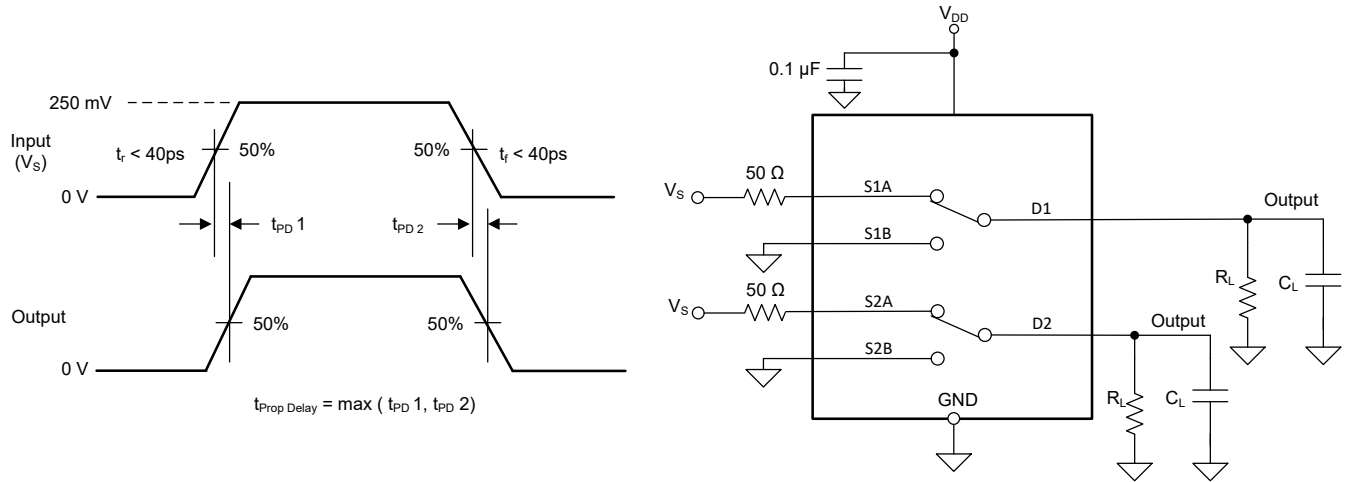 250 mV
Input
(VS)
tr < 40ps
50%
50%
tf < 40ps
0 V
tPD 1
tPD 2
Output
50%
50%
0 V
tProp Delay = max ( tPD 1, tPD 2)
VDD
0.1 µF
50 Ω
VS
S1A
D1
Output
S1B
RL
CL
50 Ω
VS
S2A
D2
Output
S2B
RL
CL
GND